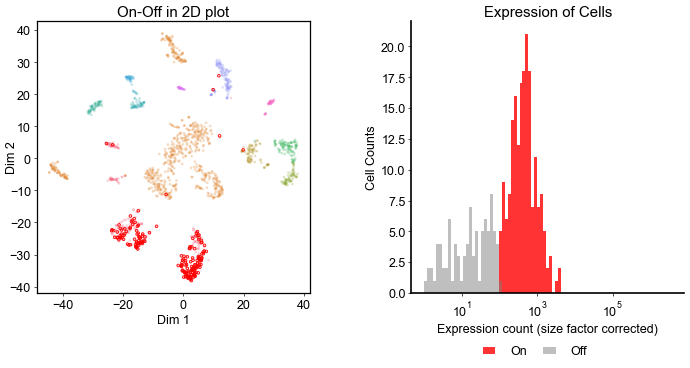 On-Off in 2D plot
Dim 2
40
30
20
10
0
−10
−20
−30
−40
−40 −20 0 20 40
Dim 1
Expression of Cells
Cell Counts
20.0
17.5
15.0
12.5
10.0
7.5
5.0
2.5
0.0
10^1 10^3 10^5
Expression count (size factor corrected)
On Off